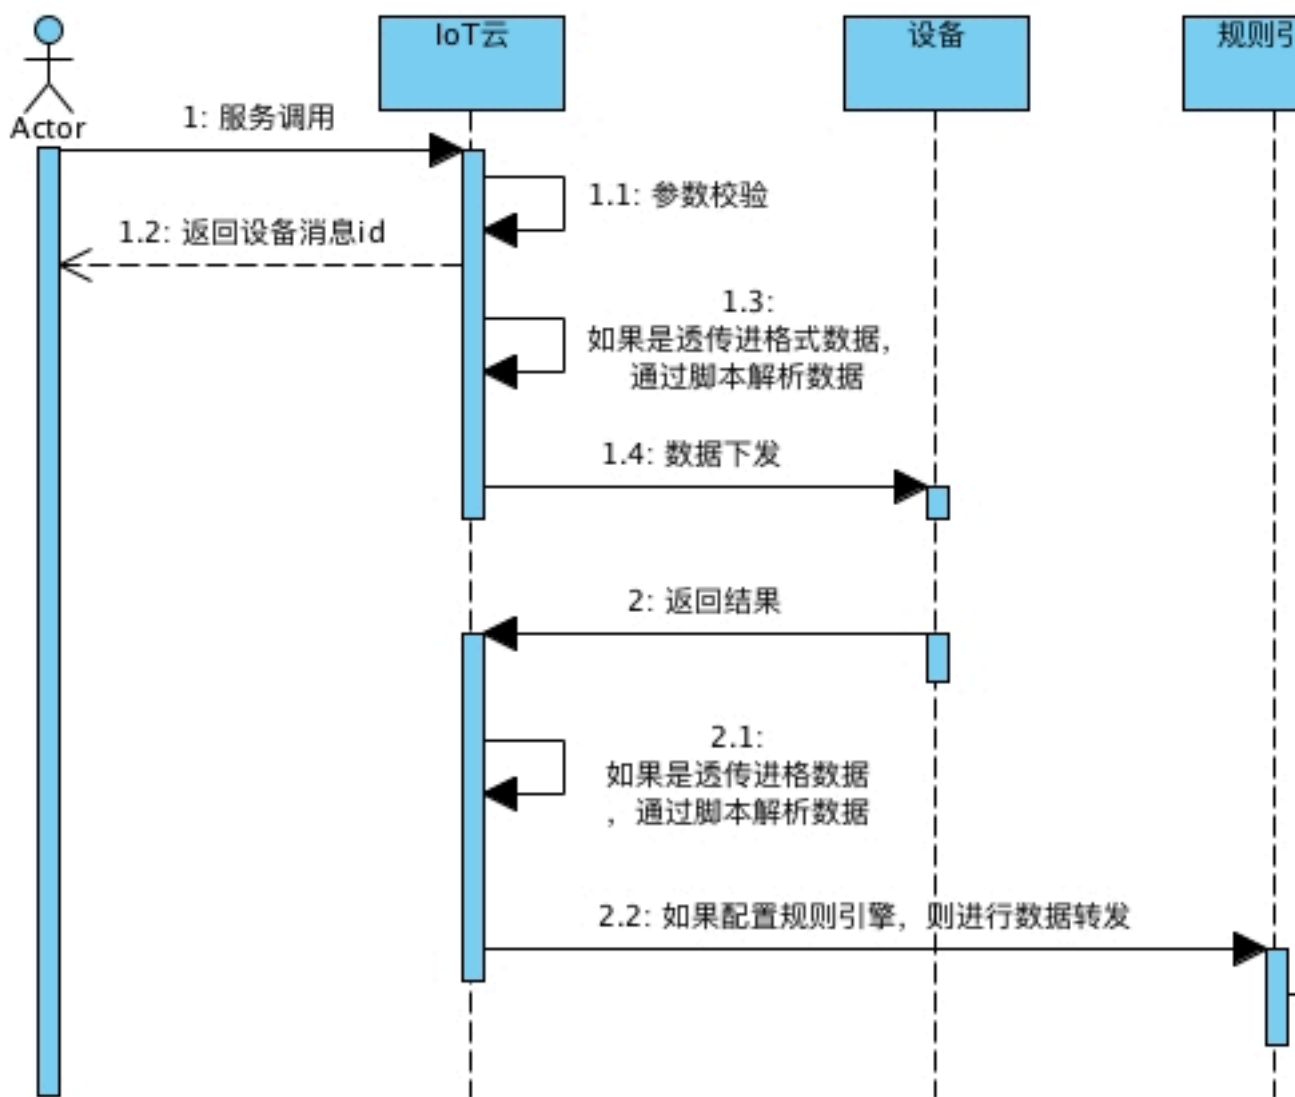 IoT云
设备
规则引
Actor
1: 服务调用
1.1: 参数校验
1.2: 返回设备消息id
1.3:
如果是透传进格式数据，
通过脚本解析数据
1.4: 数据下发
2: 返回结果
2.1:
如果是透传进格数据
，通过脚本解析数据
2.2: 如果配置规则引擎，则进行数据转发